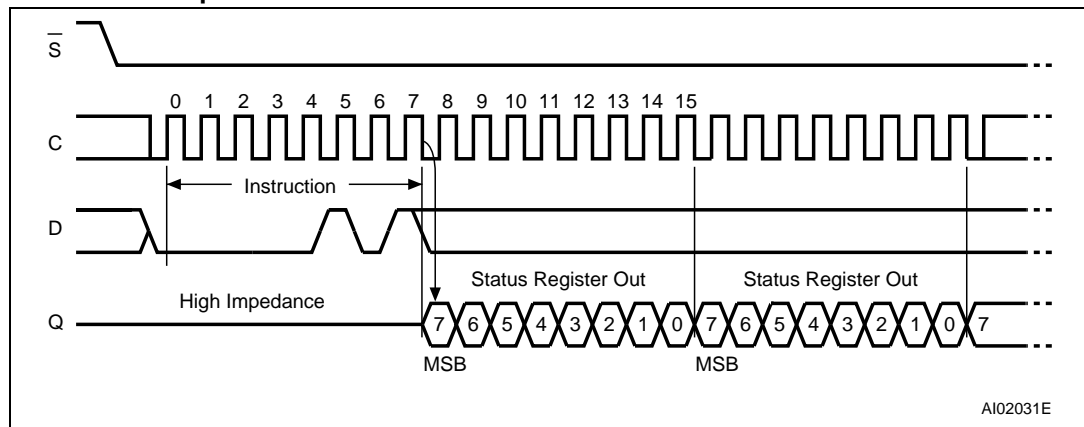 S
0 1 2 3 4 5 6 7 8 9 10 11 12 13 14 15
C
Instruction
D
Status Register Out Status Register Out
High Impedance
Q 7 6 5 4 3 2 1 0 7 6 5 4 3 2 1 0 7
MSB MSB
AI02031E